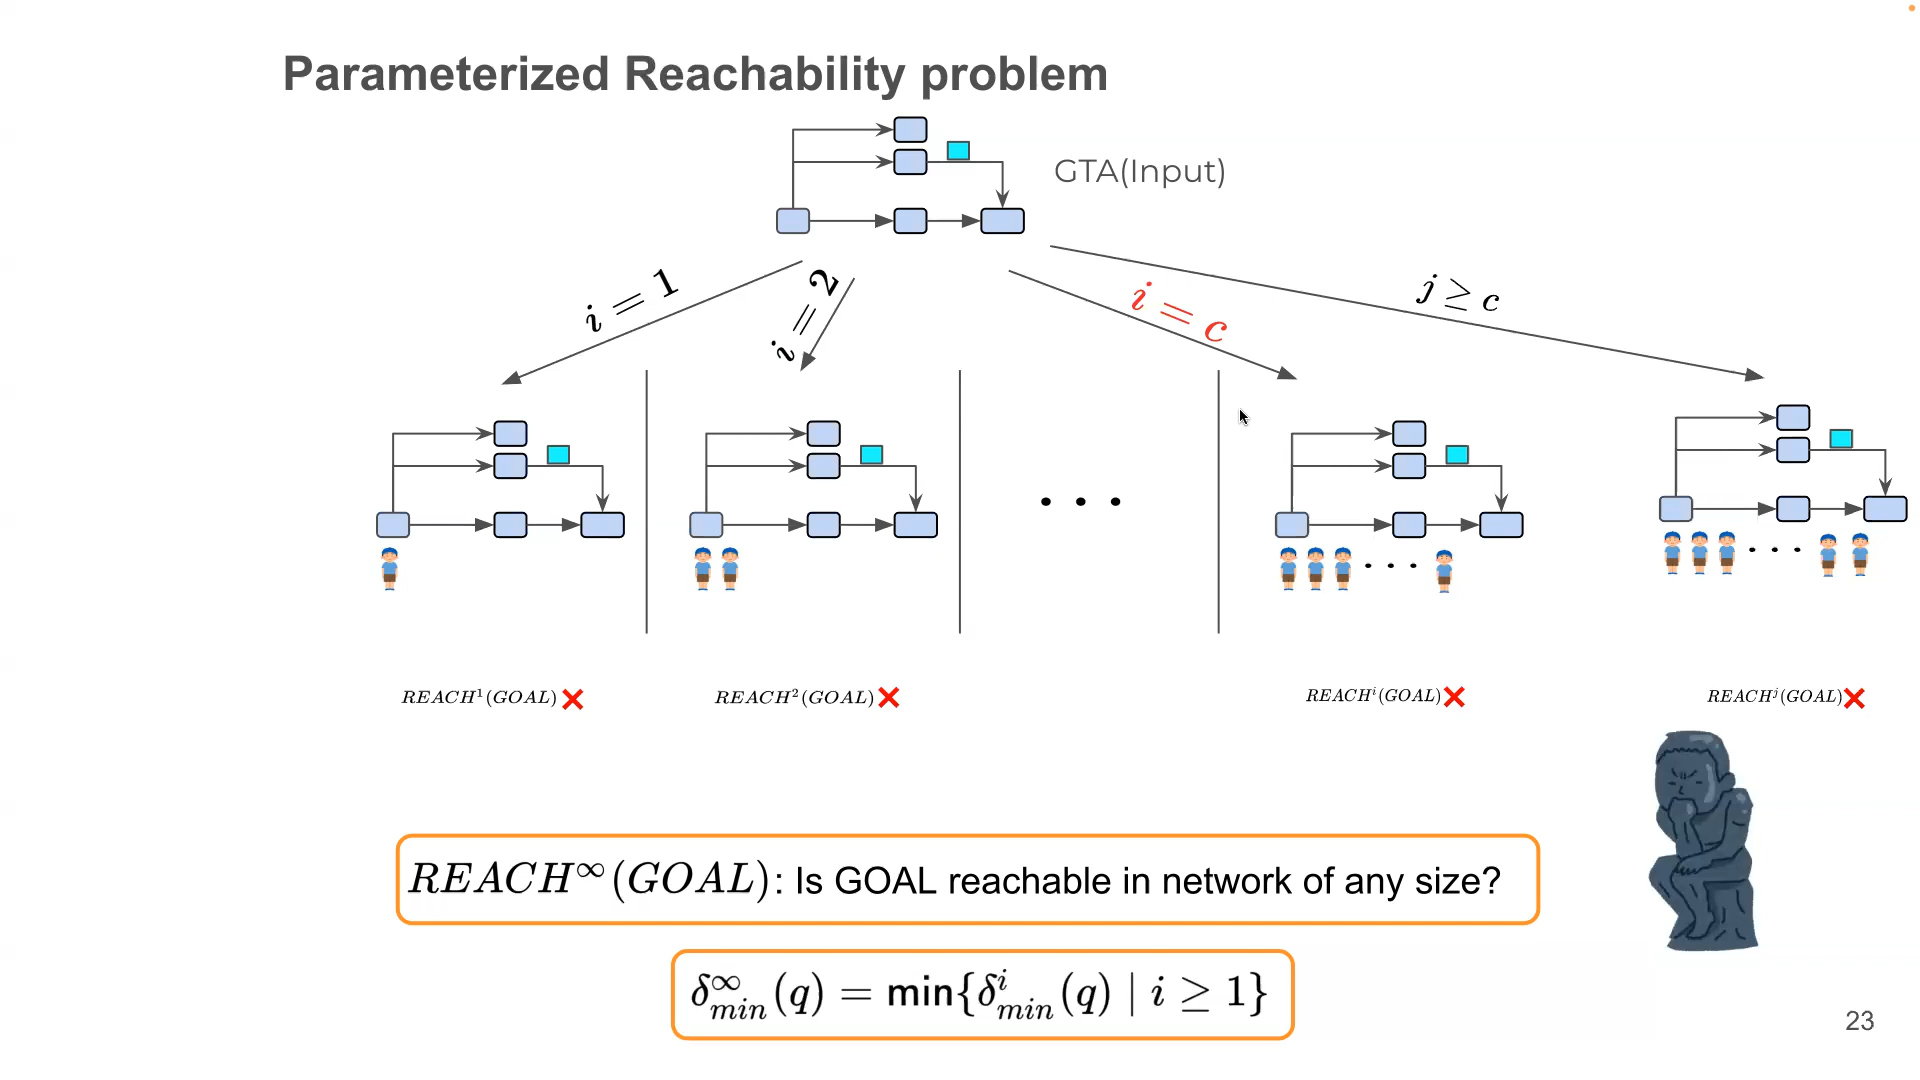 Parameterized Reachability problem
GTA(Input)
i = 1
i = 2
i = c
j ≥ c
REACH¹(GOAL)
REACH²(GOAL)
REACHⁱ(GOAL)
REACHʲ(GOAL)
REACH^∞(GOAL): Is GOAL reachable in network of any size?
δ^∞_min(q) = min{δ^i_min(q) | i ≥ 1}
23